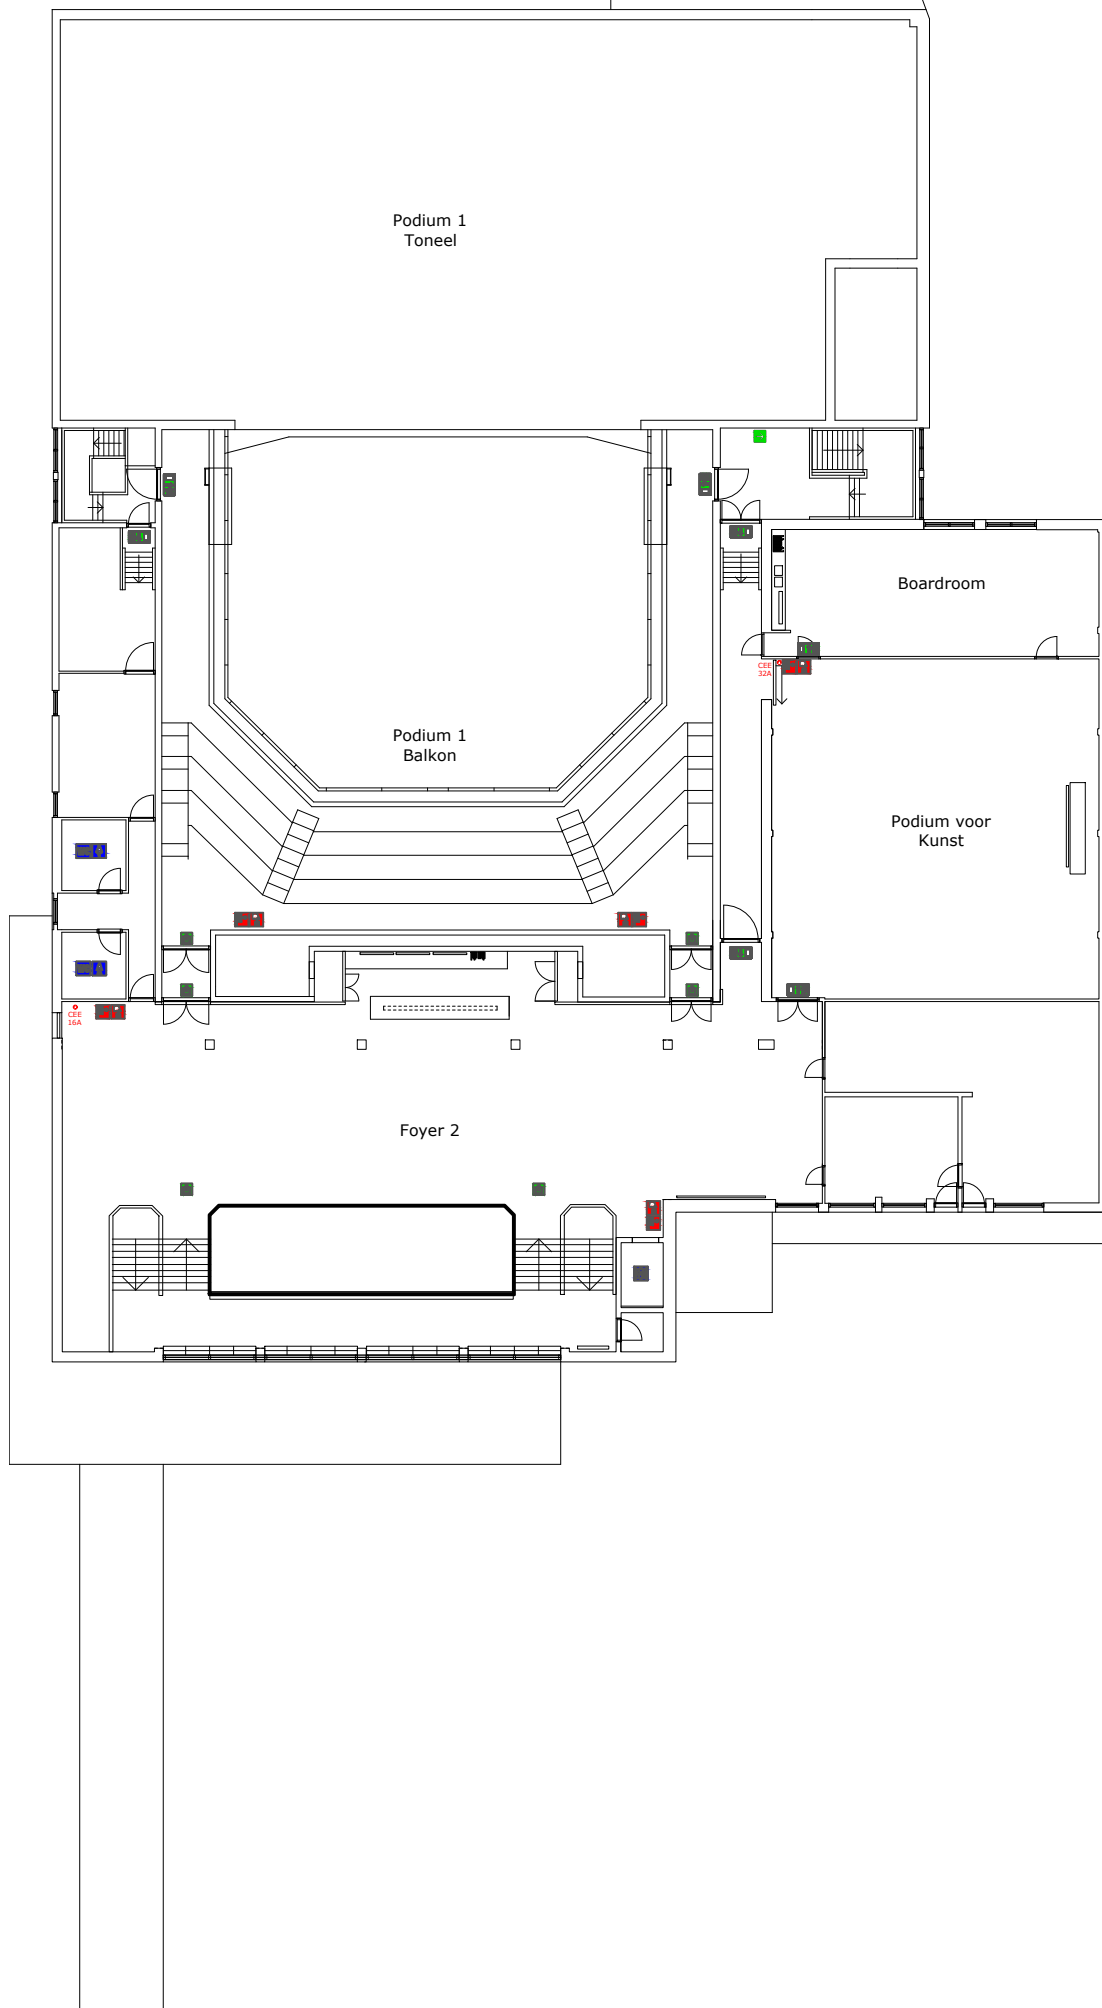 Podium 1
Toneel
Boardroom
CEE
32A
Podium 1
Balkon
Podium voor
Kunst
CEE
16A
Foyer 2